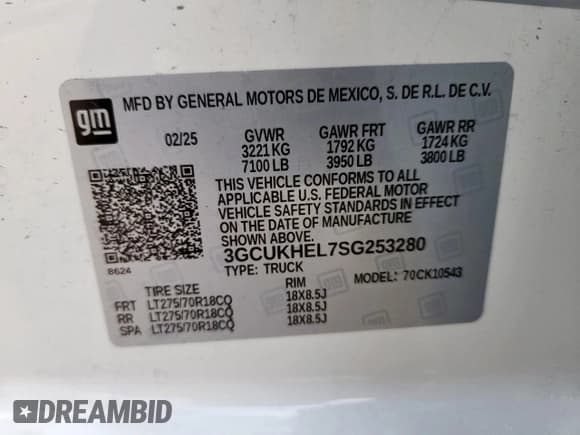 gm
MFD BY GENERAL MOTORS DE MEXICO, S. DE R.L. DE C.V.
02/25 GVWR GAWR FRT GAWR RR
3221 KG 1792 KG 1724 KG
7100 LB 3950 LB 3800 LB
THIS VEHICLE CONFORMS TO ALL
APPLICABLE U.S. FEDERAL MOTOR
VEHICLE SAFETY STANDARDS IN EFFECT
ON THE DATE OF MANUFACTURE
SHOWN ABOVE.
3GCUKHEL7SG253280
TYPE: TRUCK MODEL: 70CK10543
B624
TIRE SIZE RIM
FRT LT275/70R18CQ 18X8.5J
RR LT275/70R18CQ 18X8.5J
SPA LT275/70R18CQ 18X8.5J
DREAMBID